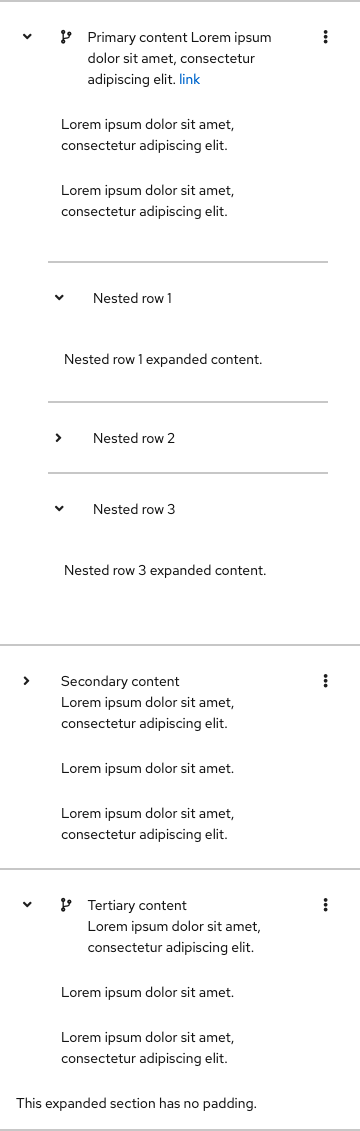 Primary content Lorem ipsum
dolor sit amet, consectetur
adipiscing elit. link
Lorem ipsum dolor sit amet,
consectetur adipiscing elit.
Lorem ipsum dolor sit amet,
consectetur adipiscing elit.
Nested row 1
Nested row 1 expanded content.
Nested row 2
Nested row 3
Nested row 3 expanded content.
Secondary content
Lorem ipsum dolor sit amet,
consectetur adipiscing elit.
Lorem ipsum dolor sit amet.
Lorem ipsum dolor sit amet,
consectetur adipiscing elit.
Tertiary content
Lorem ipsum dolor sit amet,
consectetur adipiscing elit.
Lorem ipsum dolor sit amet.
Lorem ipsum dolor sit amet,
consectetur adipiscing elit.
This expanded section has no padding.